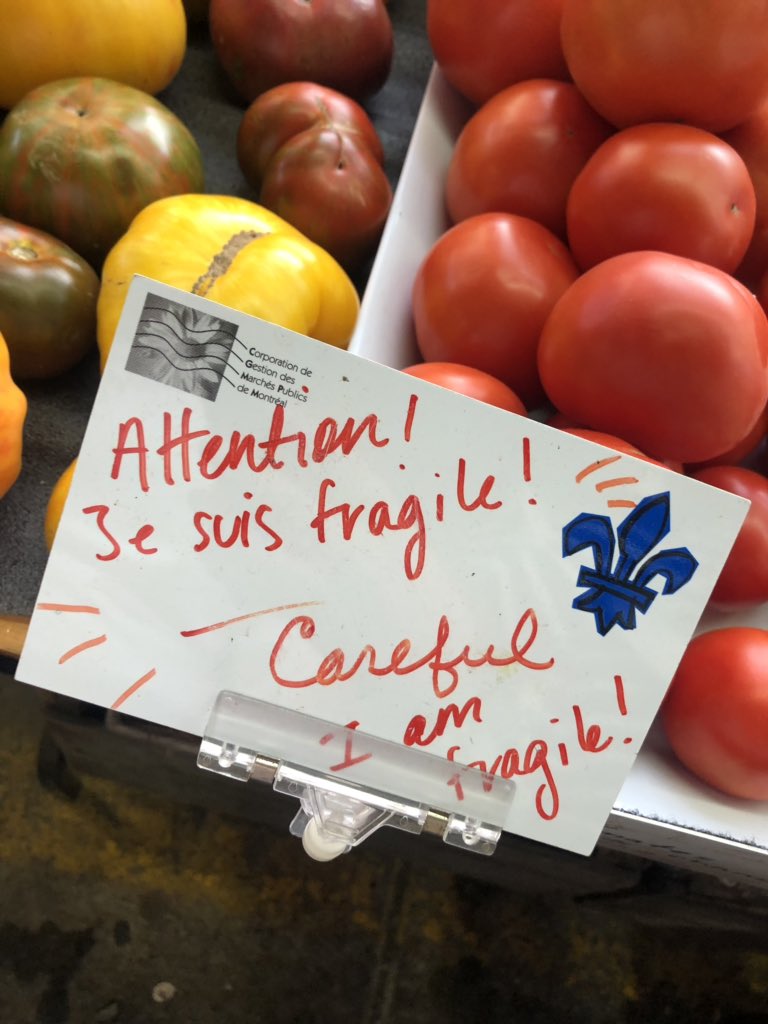 Corporation de
Gestion des
Marchés Publics
de Montréal
Attention!
Je suis fragile!
Careful
I am
fragile!